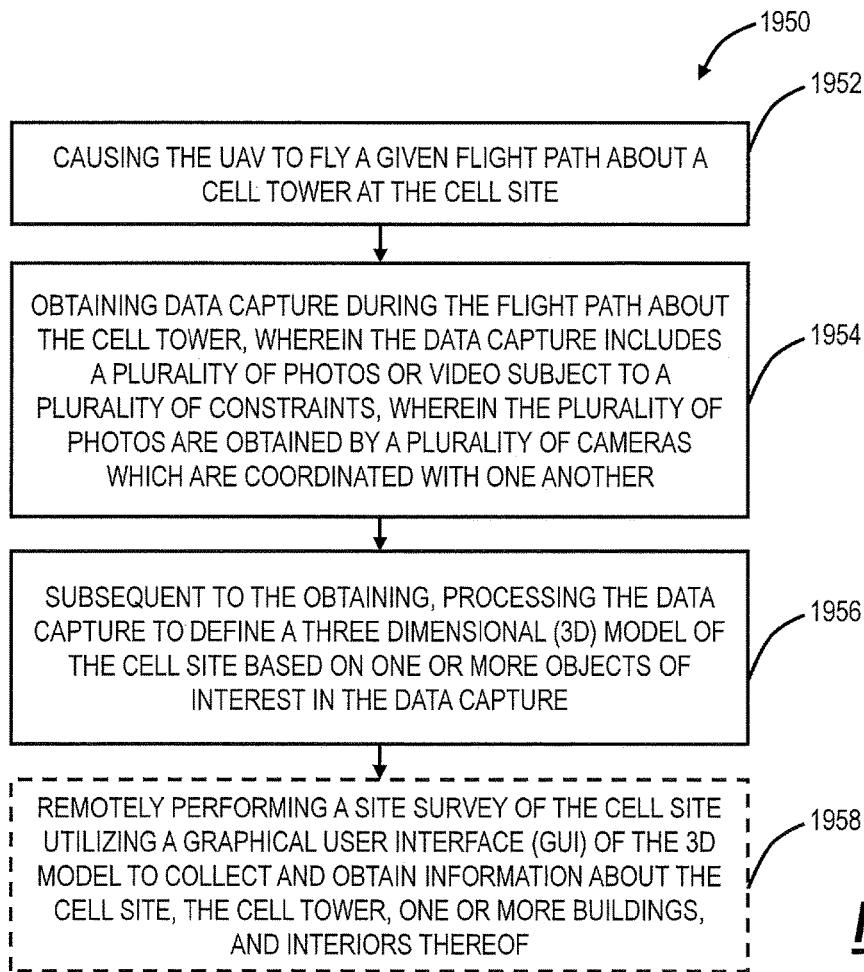 1950
1952
CAUSING THE UAV TO FLY A GIVEN FLIGHT PATH ABOUT A
CELL TOWER AT THE CELL SITE
OBTAINING DATA CAPTURE DURING THE FLIGHT PATH ABOUT
THE CELL TOWER, WHEREIN THE DATA CAPTURE INCLUDES
A PLURALITY OF PHOTOS OR VIDEO SUBJECT TO A
PLURALITY OF CONSTRAINTS, WHEREIN THE PLURALITY OF
PHOTOS ARE OBTAINED BY A PLURALITY OF CAMERAS
WHICH ARE COORDINATED WITH ONE ANOTHER
1954
SUBSEQUENT TO THE OBTAINING, PROCESSING THE DATA
CAPTURE TO DEFINE A THREE DIMENSIONAL (3D) MODEL OF
THE CELL SITE BASED ON ONE OR MORE OBJECTS OF
INTEREST IN THE DATA CAPTURE
1956
REMOTELY PERFORMING A SITE SURVEY OF THE CELL SITE
UTILIZING A GRAPHICAL USER INTERFACE (GUI) OF THE 3D
MODEL TO COLLECT AND OBTAIN INFORMATION ABOUT THE
CELL SITE, THE CELL TOWER, ONE OR MORE BUILDINGS,
AND INTERIORS THEREOF
1958